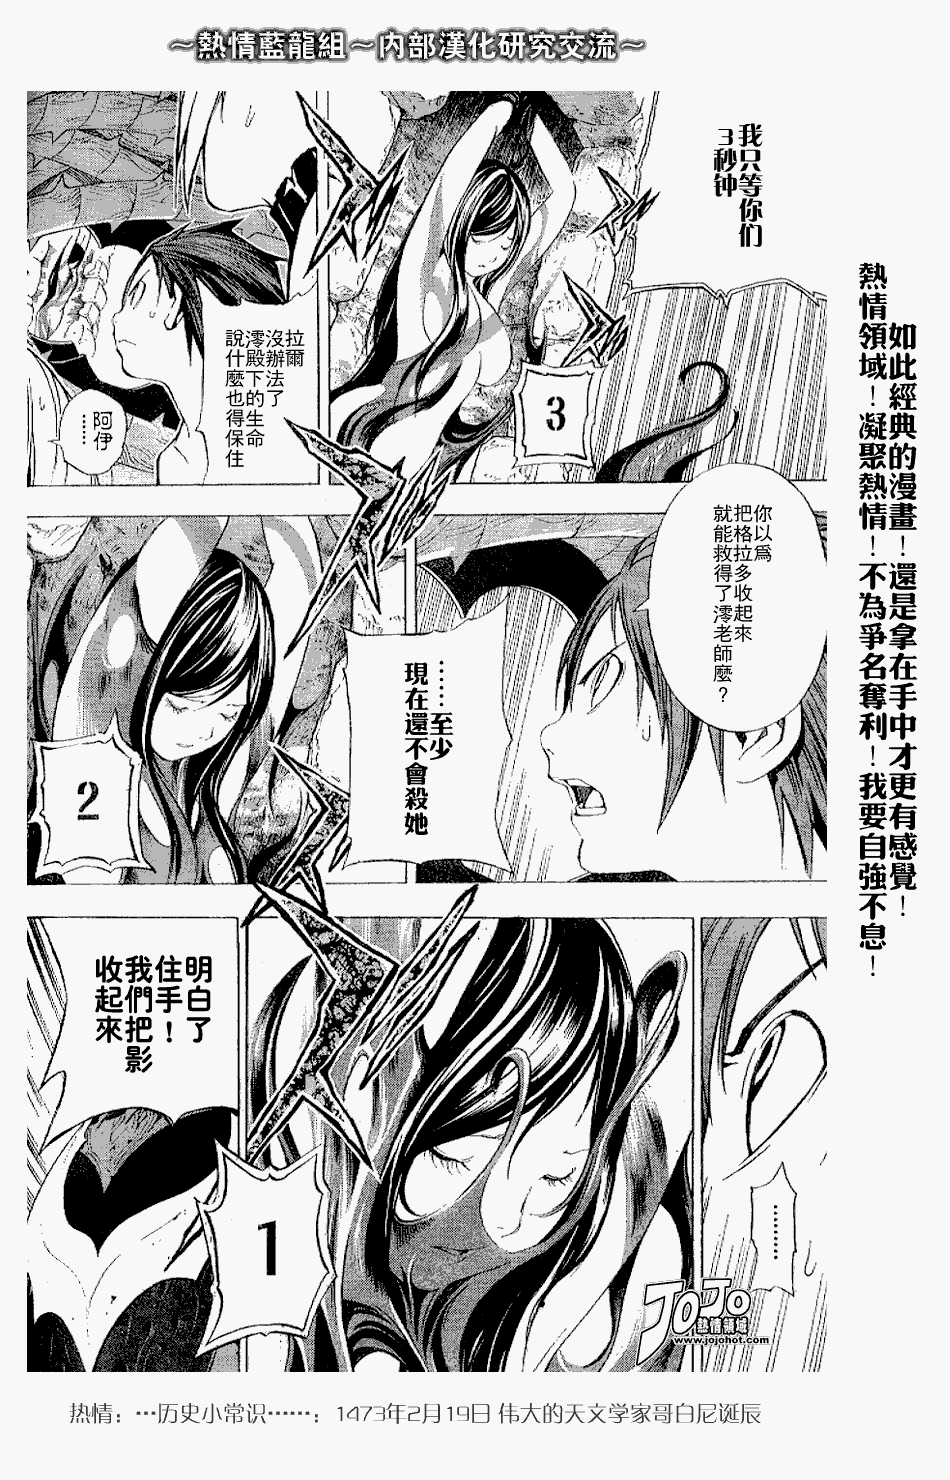 ～熱情藍龍組～内部漢化研究交流～
我只等你们
3秒钟
3
拉爾
沒辦法了
澪殿下的生命
說什麼也得保住
阿伊
……
如此經典的漫畫！還是拿在手中才更有感覺！
熱情領域！凝聚熱情！不為爭名奪利！我要自強不息！
你以爲
把格拉多收起來
就能救得了澪老師麼？
……至少
現在還不會殺她
2
………
1
明白了
住手！
我們把影
收起來
JOJO
熱情領域
www.jojohot.com
热情：…历史小常识……：1473年2月19日 伟大的天文学家哥白尼诞辰